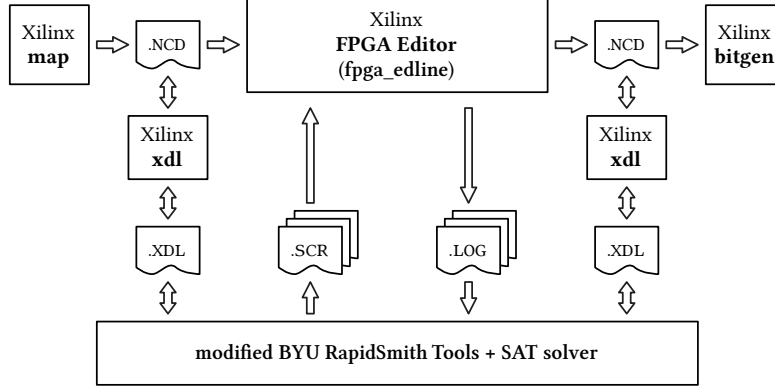 Xilinx
map
.NCD
Xilinx
FPGA Editor
(fpga_edline)
.NCD
Xilinx
bitgen
Xilinx
xdl
Xilinx
xdl
.XDL
.SCR
.LOG
.XDL
modified BYU RapidSmith Tools + SAT solver